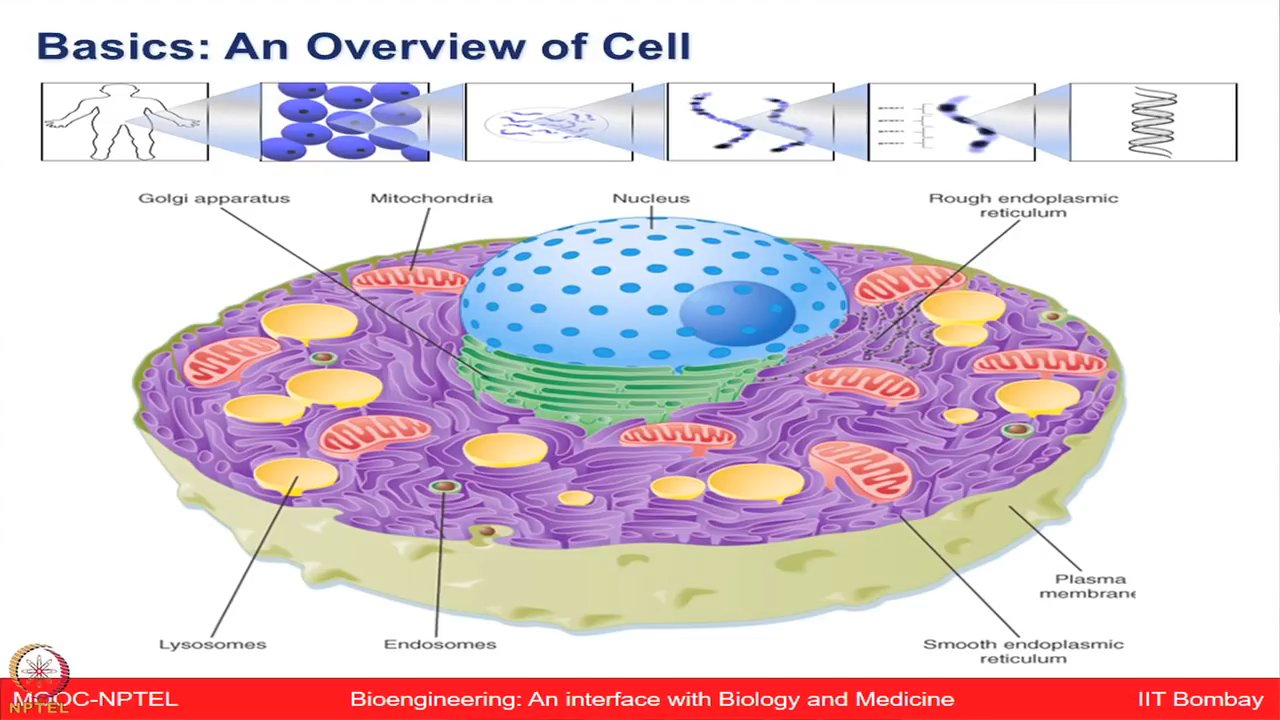 Basics: An Overview of Cell
Golgi apparatus
Mitochondria
Nucleus
Rough endoplasmic
reticulum
Plasma
membrane
Lysosomes
Endosomes
Smooth endoplasmic
reticulum
MOOC-NPTEL
Bioengineering: An interface with Biology and Medicine
IIT Bombay
NPTEL